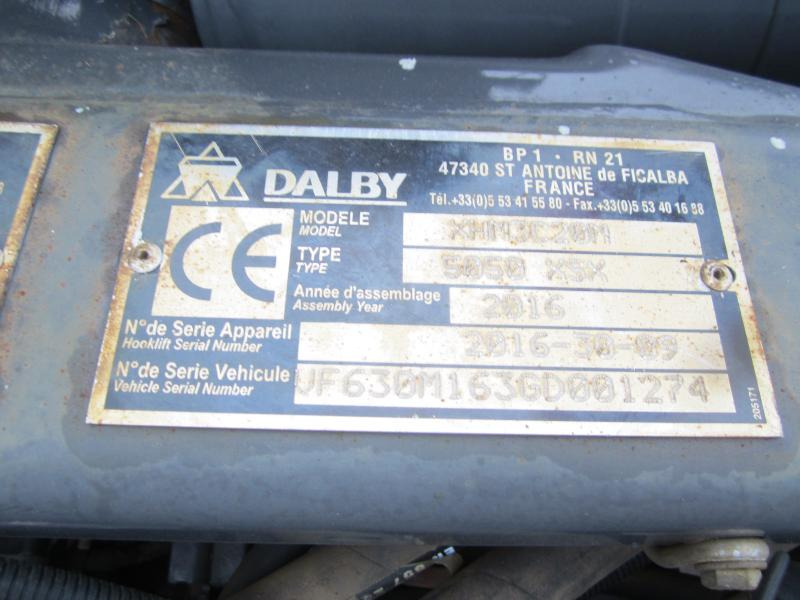 BP 1 · RN 21
47340 ST ANTOINE de FICALBA
FRANCE
Tél.+33(0)5 53 41 55 80 - Fax.+33(0)5 53 40 16 88
DALBY
CE
MODELE
MODEL
XHM3C20M
TYPE
TYPE
5050 XSX
Année d'assemblage
Assembly Year
2016
N°de Serie Appareil
Hooklift Serial Number
2016-30-09
N°de Serie Vehicule
Vehicle Serial Number
VF630M163GD001274
205171